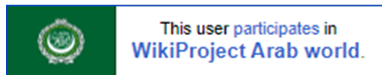 This user participates in
WikiProject Arab world.